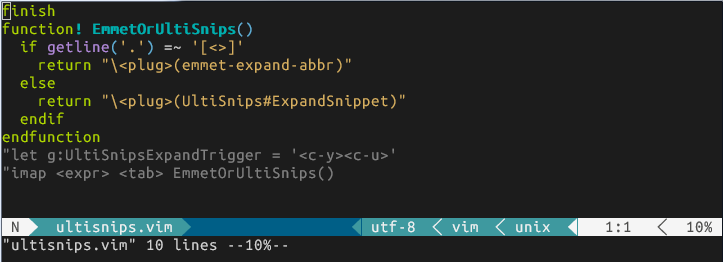 finish
function! EmmetOrUltiSnips()
  if getline('.') =~ '[<>]'
    return "\<plug>(emmet-expand-abbr)"
  else
    return "\<plug>(UltiSnips#ExpandSnippet)"
  endif
endfunction
"let g:UltiSnipsExpandTrigger = '<c-y><c-u>'
"imap <expr> <tab> EmmetOrUltiSnips()
N ultisnips.vim utf-8 vim unix 1:1 10%
"ultisnips.vim" 10 lines --10%--